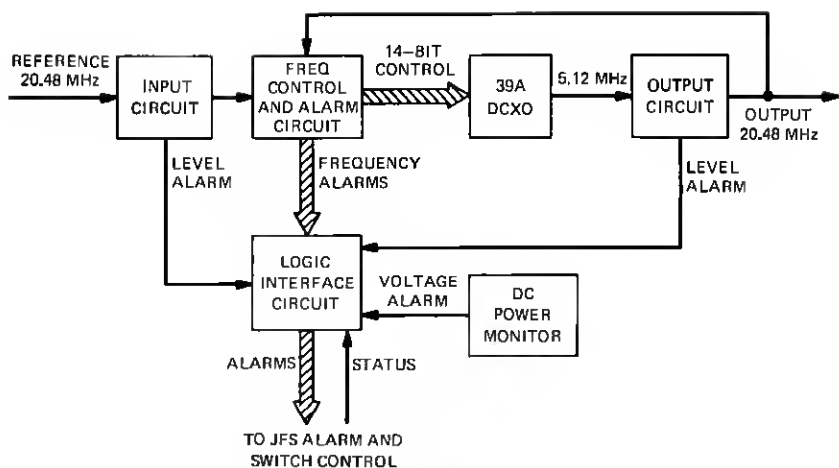 REFERENCE
20.48 MHz
INPUT
CIRCUIT
FREQ
CONTROL
AND ALARM
CIRCUIT
14-BIT
CONTROL
39A
DCXO
5.12 MHz
OUTPUT
CIRCUIT
OUTPUT
20.48 MHz
LEVEL
ALARM
FREQUENCY
ALARMS
LEVEL
ALARM
LOGIC
INTERFACE
CIRCUIT
VOLTAGE
ALARM
DC
POWER
MONITOR
ALARMS
STATUS
TO JFS ALARM AND
SWITCH CONTROL